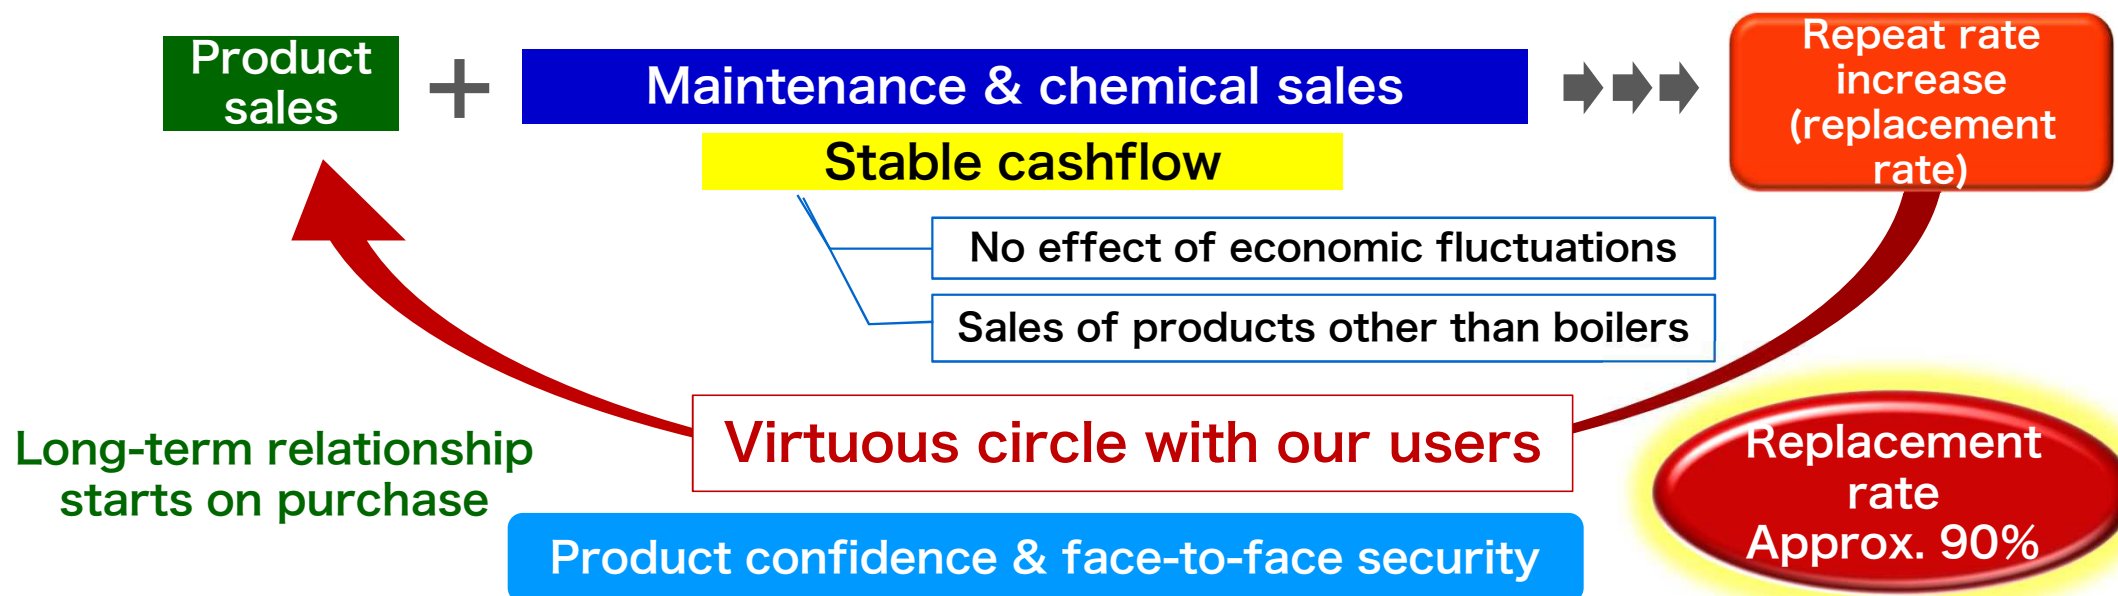 Product
sales
+
Maintenance & chemical sales
Repeat rate
increase
(replacement
rate)
Stable cashflow
No effect of economic fluctuations
Sales of products other than boilers
Virtuous circle with our users
Long-term relationship
starts on purchase
Replacement
rate
Approx. 90%
Product confidence & face-to-face security